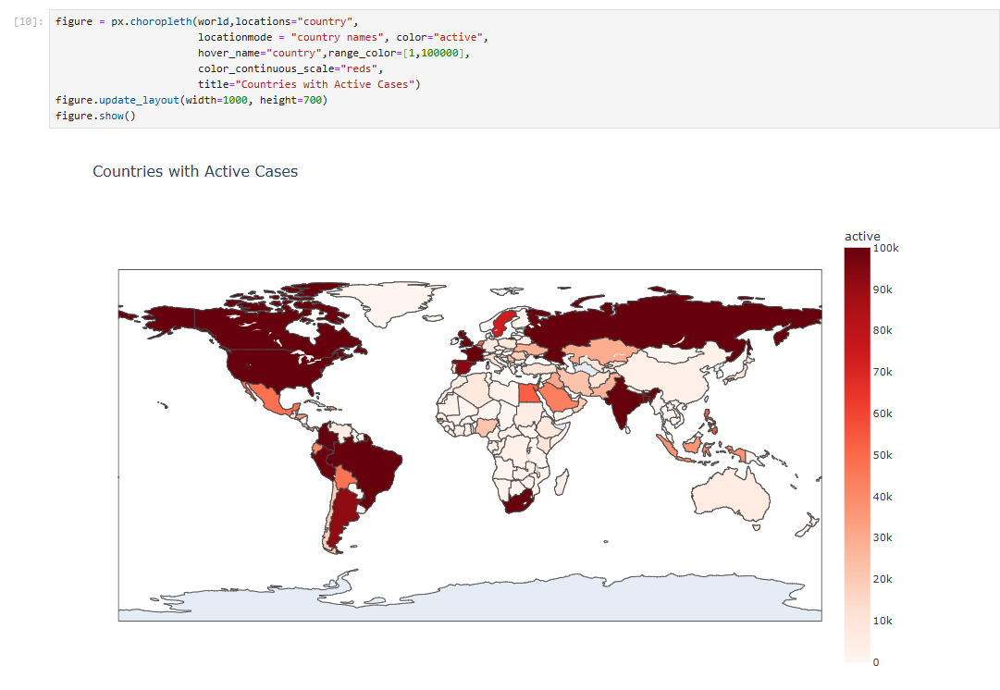 [10]: figure = px.choropleth(world,locations="country",
locationmode = "country names", color="active",
hover_name="country",range_color=[1,100000],
color_continuous_scale="reds",
title="Countries with Active Cases")
figure.update_layout(width=1000, height=700)
figure.show()
Countries with Active Cases
active
100k
90k
80k
70k
60k
50k
40k
30k
20k
10k
0